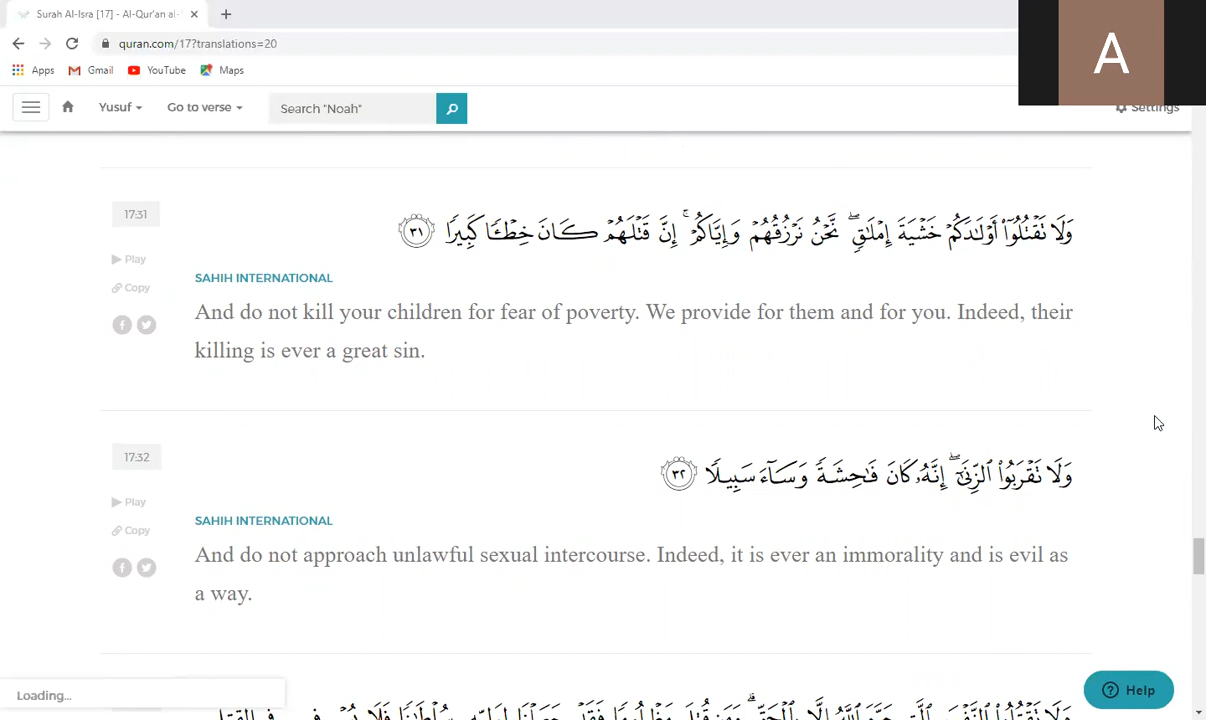 Surah Al-Isra [17] - Al-Qur'an al-
quran.com/17?translations=20
A
Apps Gmail YouTube Maps
Yusuf Go to verse Search "Noah" Settings
17:31
وَلَا تَقْتُلُوٓا۟ أَوْلَـٰدَكُمْ خَشْيَةَ إِمْلَـٰقٍ ۖ نَّحْنُ نَرْزُقُهُمْ وَإِيَّاكُمْ ۚ إِنَّ قَتْلَهُمْ كَانَ خِطْـًٔا كَبِيرًا ٣١
Play
SAHIH INTERNATIONAL
Copy
And do not kill your children for fear of poverty. We provide for them and for you. Indeed, their
killing is ever a great sin.
17:32
وَلَا تَقْرَبُوا۟ ٱلزِّنَىٰٓ ۖ إِنَّهُۥ كَانَ فَـٰحِشَةً وَسَآءَ سَبِيلًا ٣٢
Play
SAHIH INTERNATIONAL
Copy
And do not approach unlawful sexual intercourse. Indeed, it is ever an immorality and is evil as
a way.
Loading...
Help